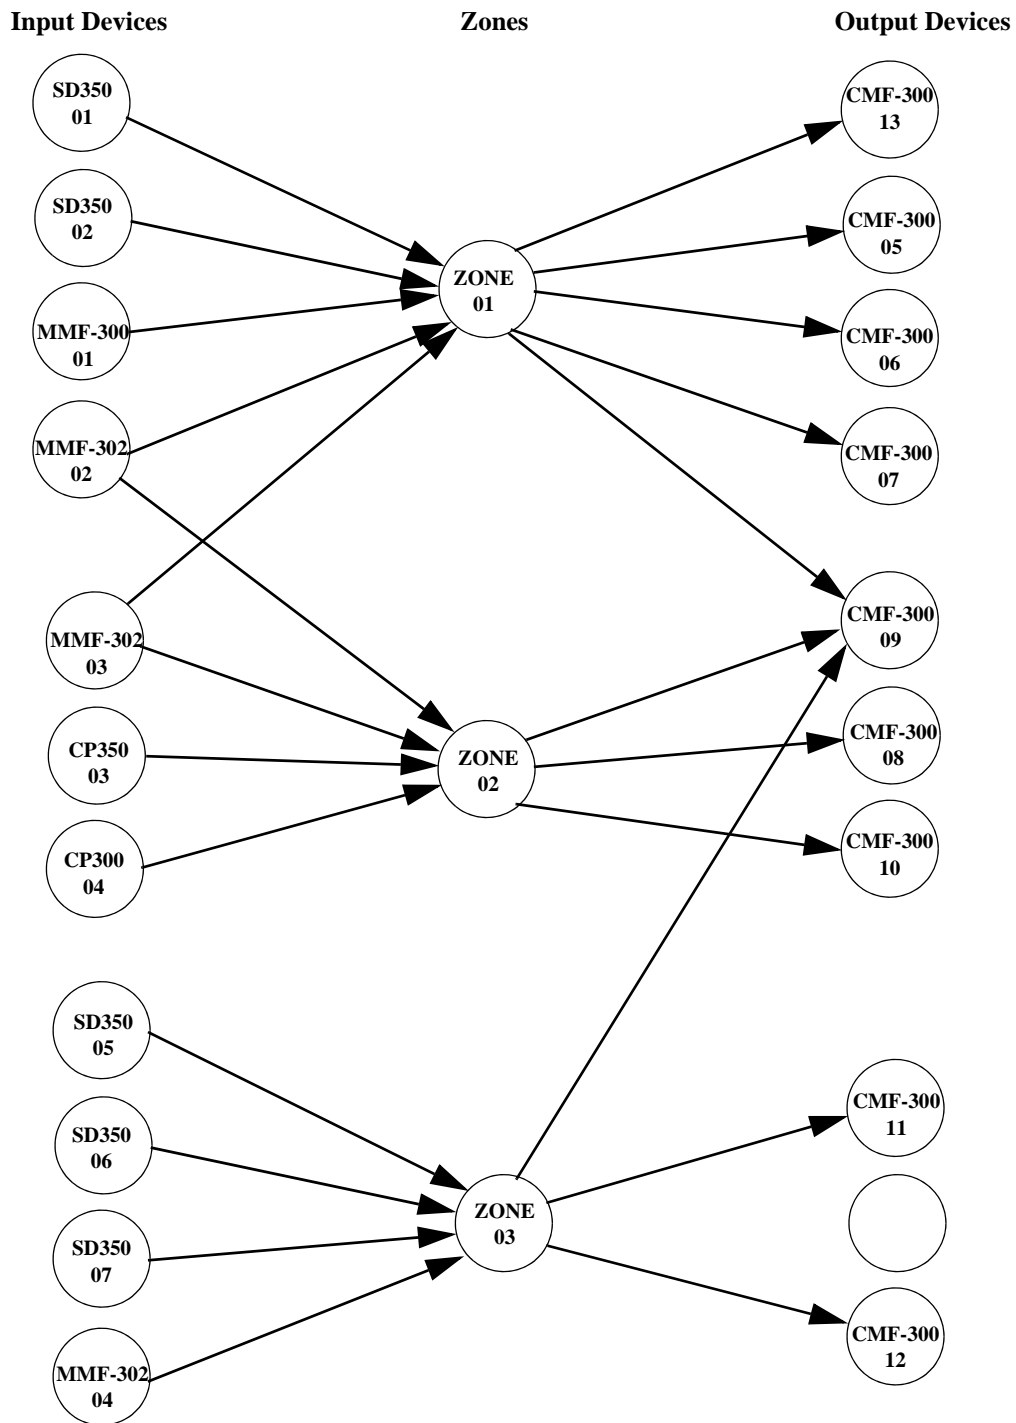 Input Devices
Zones
Output Devices
SD350
01
SD350
02
MMF-300
01
MMF-302
02
MMF-302
03
CP350
03
CP300
04
SD350
05
SD350
06
SD350
07
MMF-302
04
ZONE
01
ZONE
02
ZONE
03
CMF-300
13
CMF-300
05
CMF-300
06
CMF-300
07
CMF-300
09
CMF-300
08
CMF-300
10
CMF-300
11
CMF-300
12